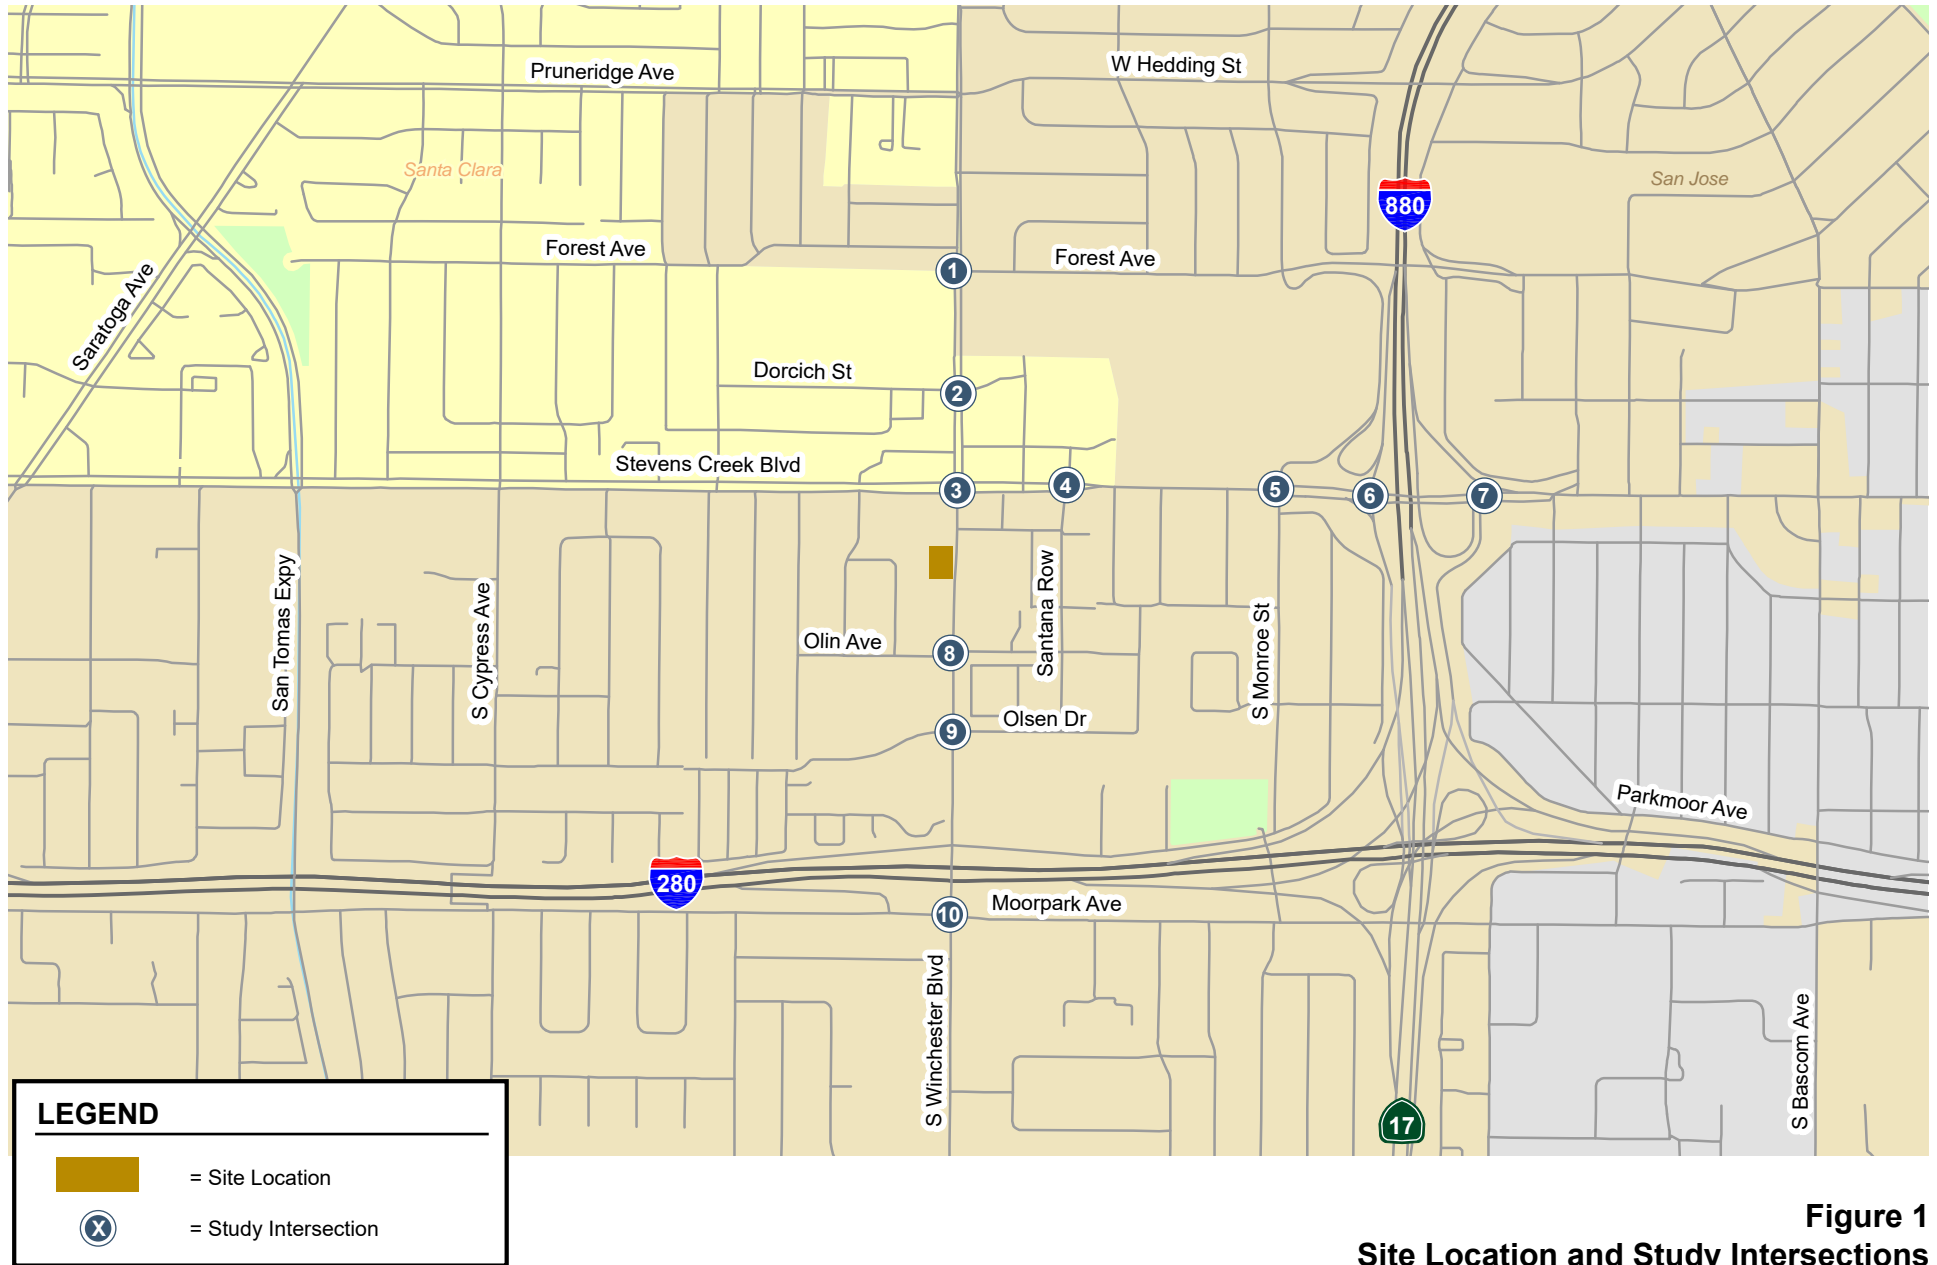 Pruneridge Ave
W Hedding St
Santa Clara
San Jose
880
Forest Ave
Forest Ave
1
Saratoga Ave
Dorcich St
2
Stevens Creek Blvd
3
4
5
6
7
San Tomas Expy
S Cypress Ave
Santana Row
S Monroe St
Olin Ave
8
Olsen Dr
9
Parkmoor Ave
280
Moorpark Ave
10
S Winchester Blvd
S Bascom Ave
17
LEGEND
= Site Location
X
= Study Intersection
Figure 1
Site Location and Study Intersections